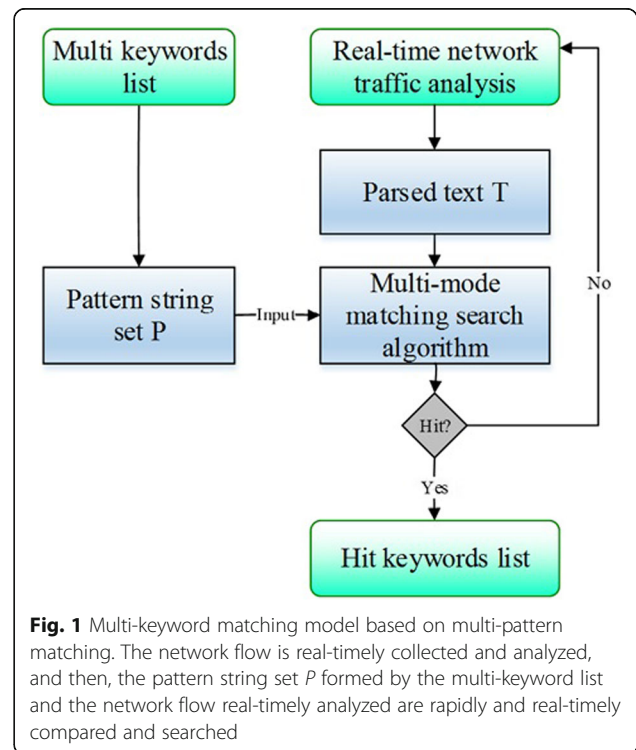 Multi keywords
list
Real-time network
traffic analysis
Parsed text T
Pattern string
set P
Input
Multi-mode
matching search
algorithm
No
Hit?
Yes
Hit keywords list
Fig. 1 Multi-keyword matching model based on multi-pattern
matching. The network flow is real-timely collected and analyzed,
and then, the pattern string set P formed by the multi-keyword list
and the network flow real-timely analyzed are rapidly and real-timely
compared and searched